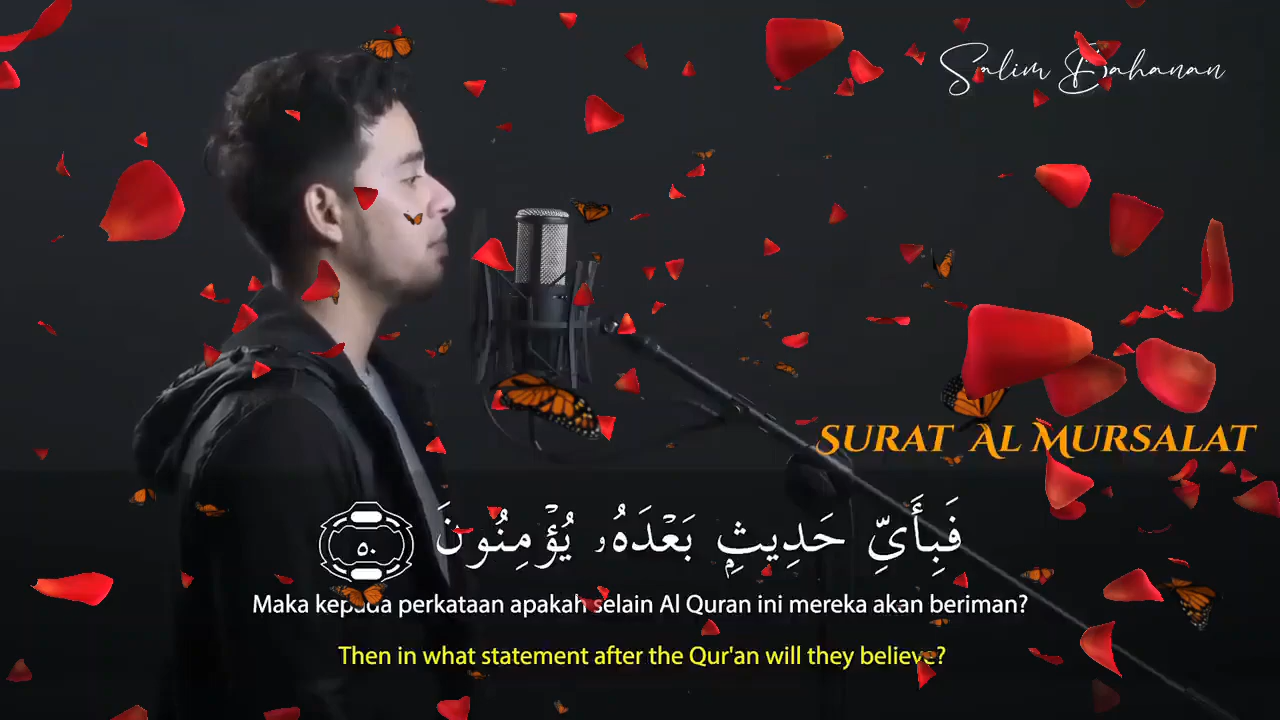 Salim Bahanan
SURAT AL MURSALAT
فَبِأَىِّ حَدِيثٍۭ بَعْدَهُۥ يُؤْمِنُونَ ٥٠
Maka kepada perkataan apakah selain Al Quran ini mereka akan beriman?
Then in what statement after the Qur'an will they believe?